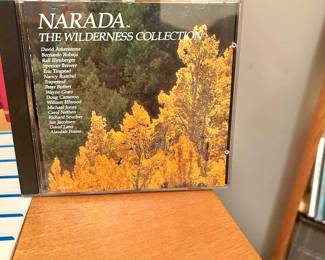 NARADA™
THE WILDERNESS COLLECTION
David Arkenstone
Bernardo Rubaja
Ralf Illenberger
Spencer Brewer
Eric Tingstad
Nancy Rumbel
Trapezoid
Peter Buffett
Wayne Gratz
Doug Cameron
William Ellwood
Michael Jones
Carol Nethen
Richard Souther
Jim Jacobsen
David Lanz
Alasdair Fraser